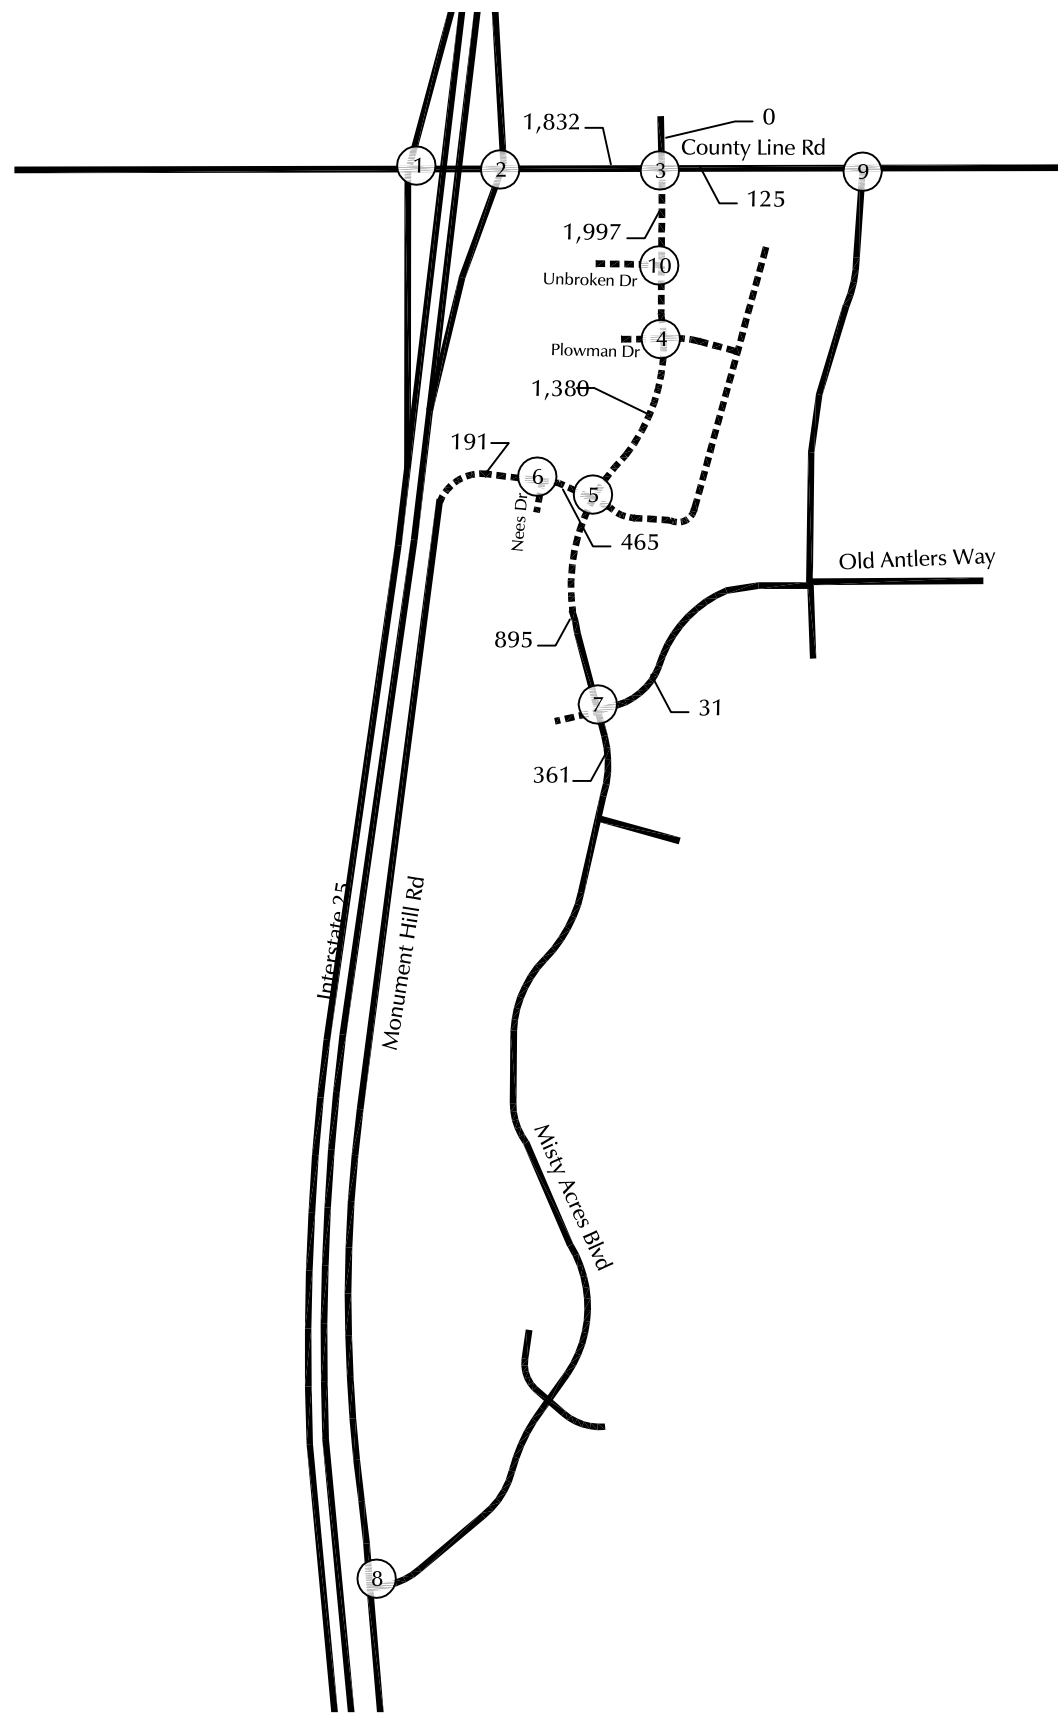 0
1,832
County Line Rd
1
2
3
9
125
1,997
10
Unbroken Dr
4
Plowman Dr
1,380
191
6
5
Nees Dr
465
Old Antlers Way
895
7
31
361
Interstate 25
Monument Hill Rd
Misty Acres Blvd
8